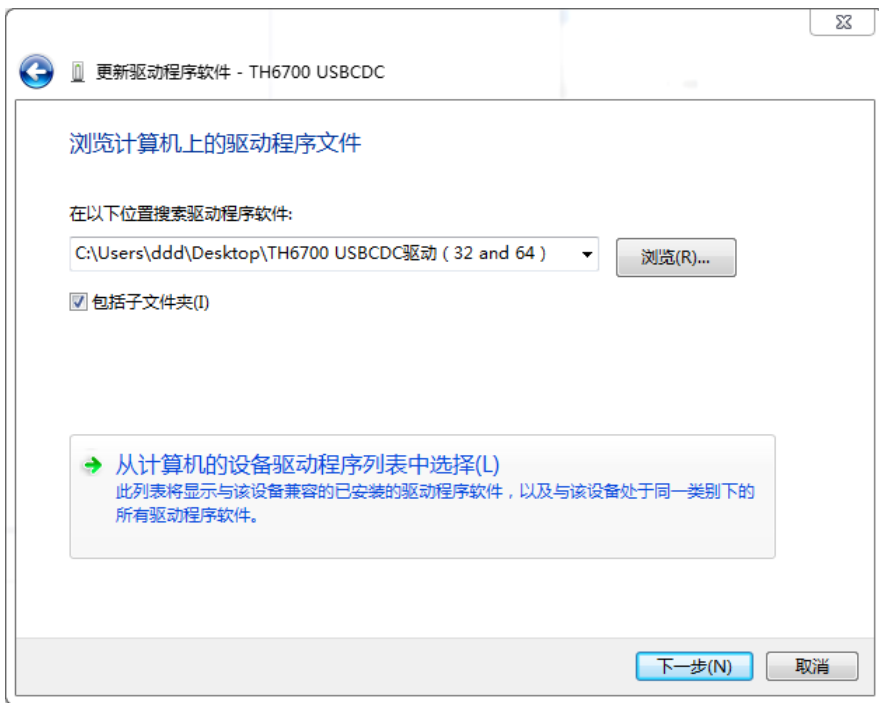 更新驱动程序软件 - TH6700 USBCDC
浏览计算机上的驱动程序文件
在以下位置搜索驱动程序软件:
C:\Users\ddd\Desktop\TH6700 USBCDC驱动（32 and 64）
浏览(R)...
包括子文件夹(I)
从计算机的设备驱动程序列表中选择(L)
此列表将显示与该设备兼容的已安装的驱动程序软件，以及与该设备处于同一类别下的
所有驱动程序软件。
下一步(N)
取消